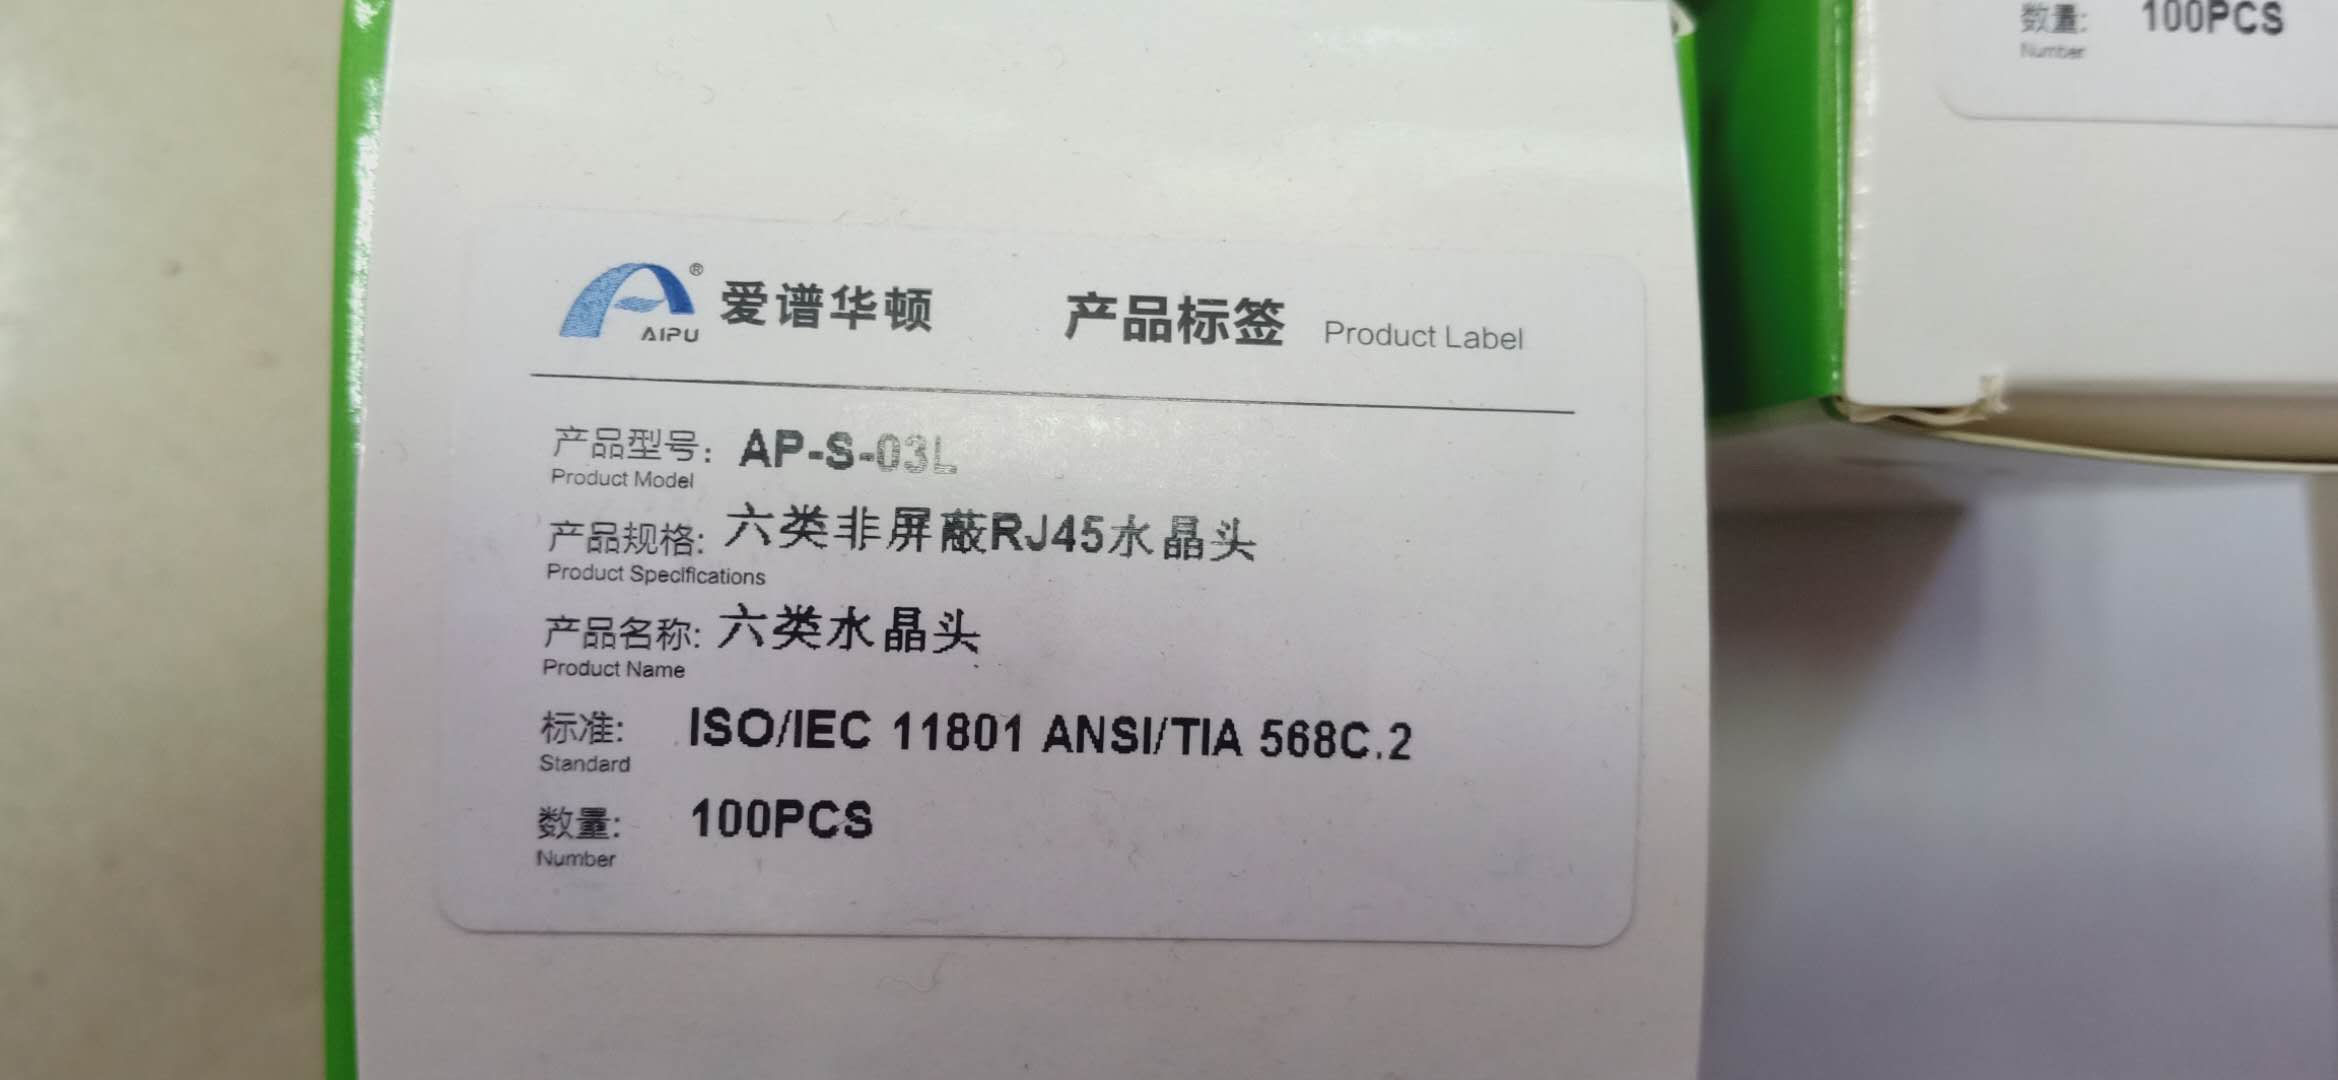 AIPU ® 爱谱华顿 产品标签 Product Label
产品型号: AP-S-03L
Product Model
产品规格: 六类非屏蔽RJ45水晶头
Product Specifications
产品名称: 六类水晶头
Product Name
标准: ISO/IEC 11801 ANSI/TIA 568C.2
Standard
数量: 100PCS
Number
数量: 100PCS
Number